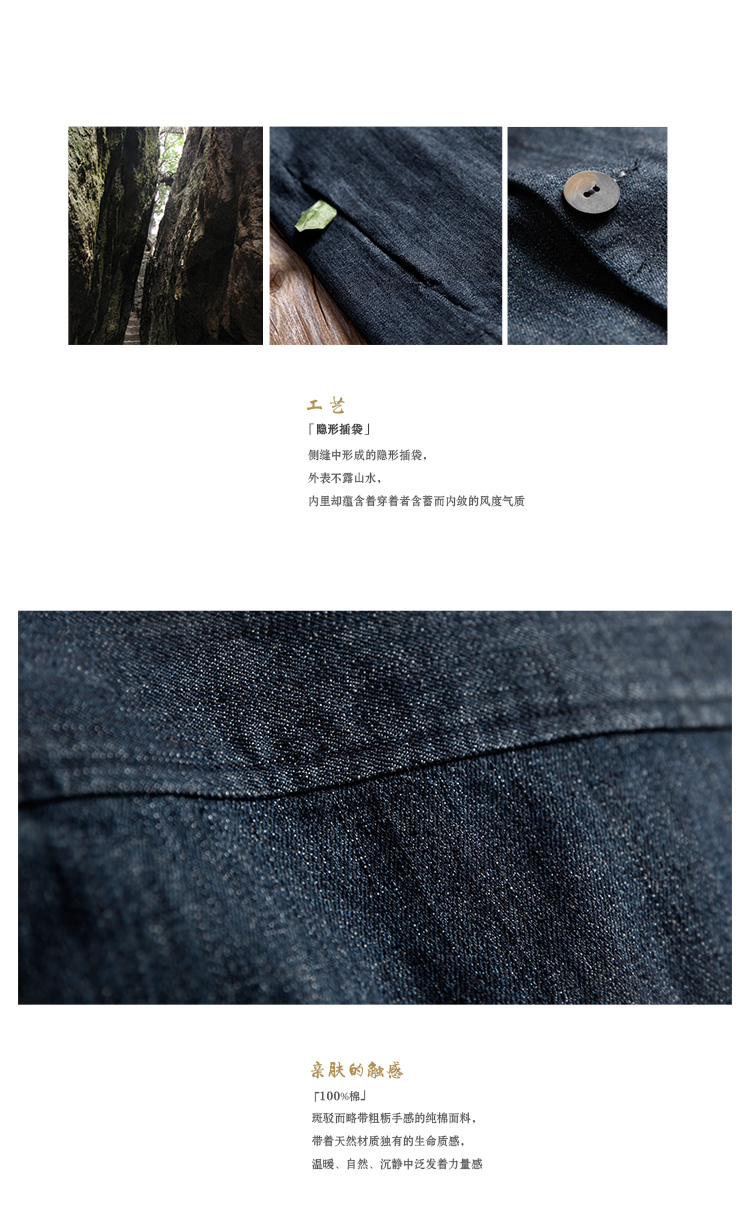 工艺
「隐形插袋」
侧缝中形成的隐形插袋，
外表不露山水，
内里却蕴含着穿着者含蓄而内敛的风度气质
亲肤的触感
「100%棉」
斑驳而略带粗粝手感的纯棉面料，
带着天然材质独有的生命质感，
温暖、自然、沉静中泛发着力量感